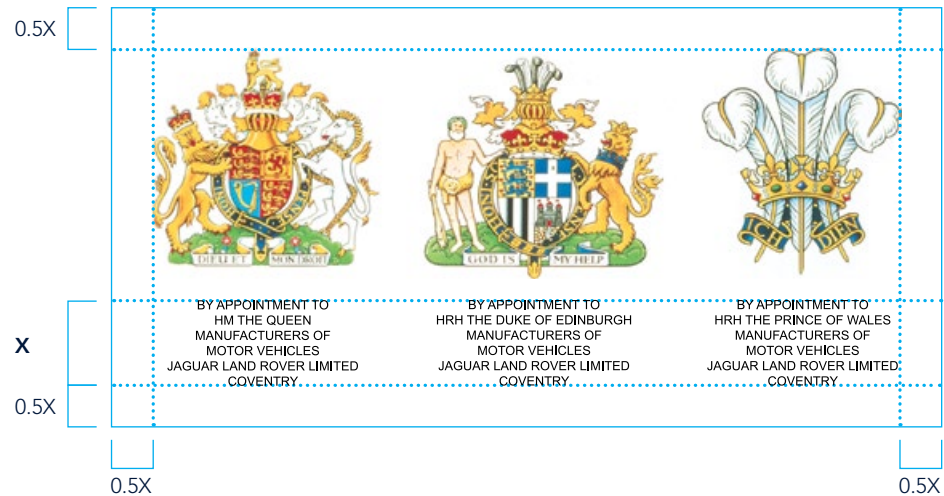 0.5X
DIEU ET MON DROIT
GOD IS MY HELP
ICH DIEN
X
BY APPOINTMENT TO
HM THE QUEEN
MANUFACTURERS OF
MOTOR VEHICLES
JAGUAR LAND ROVER LIMITED
COVENTRY
BY APPOINTMENT TO
HRH THE DUKE OF EDINBURGH
MANUFACTURERS OF
MOTOR VEHICLES
JAGUAR LAND ROVER LIMITED
COVENTRY
BY APPOINTMENT TO
HRH THE PRINCE OF WALES
MANUFACTURERS OF
MOTOR VEHICLES
JAGUAR LAND ROVER LIMITED
COVENTRY
0.5X
0.5X
0.5X